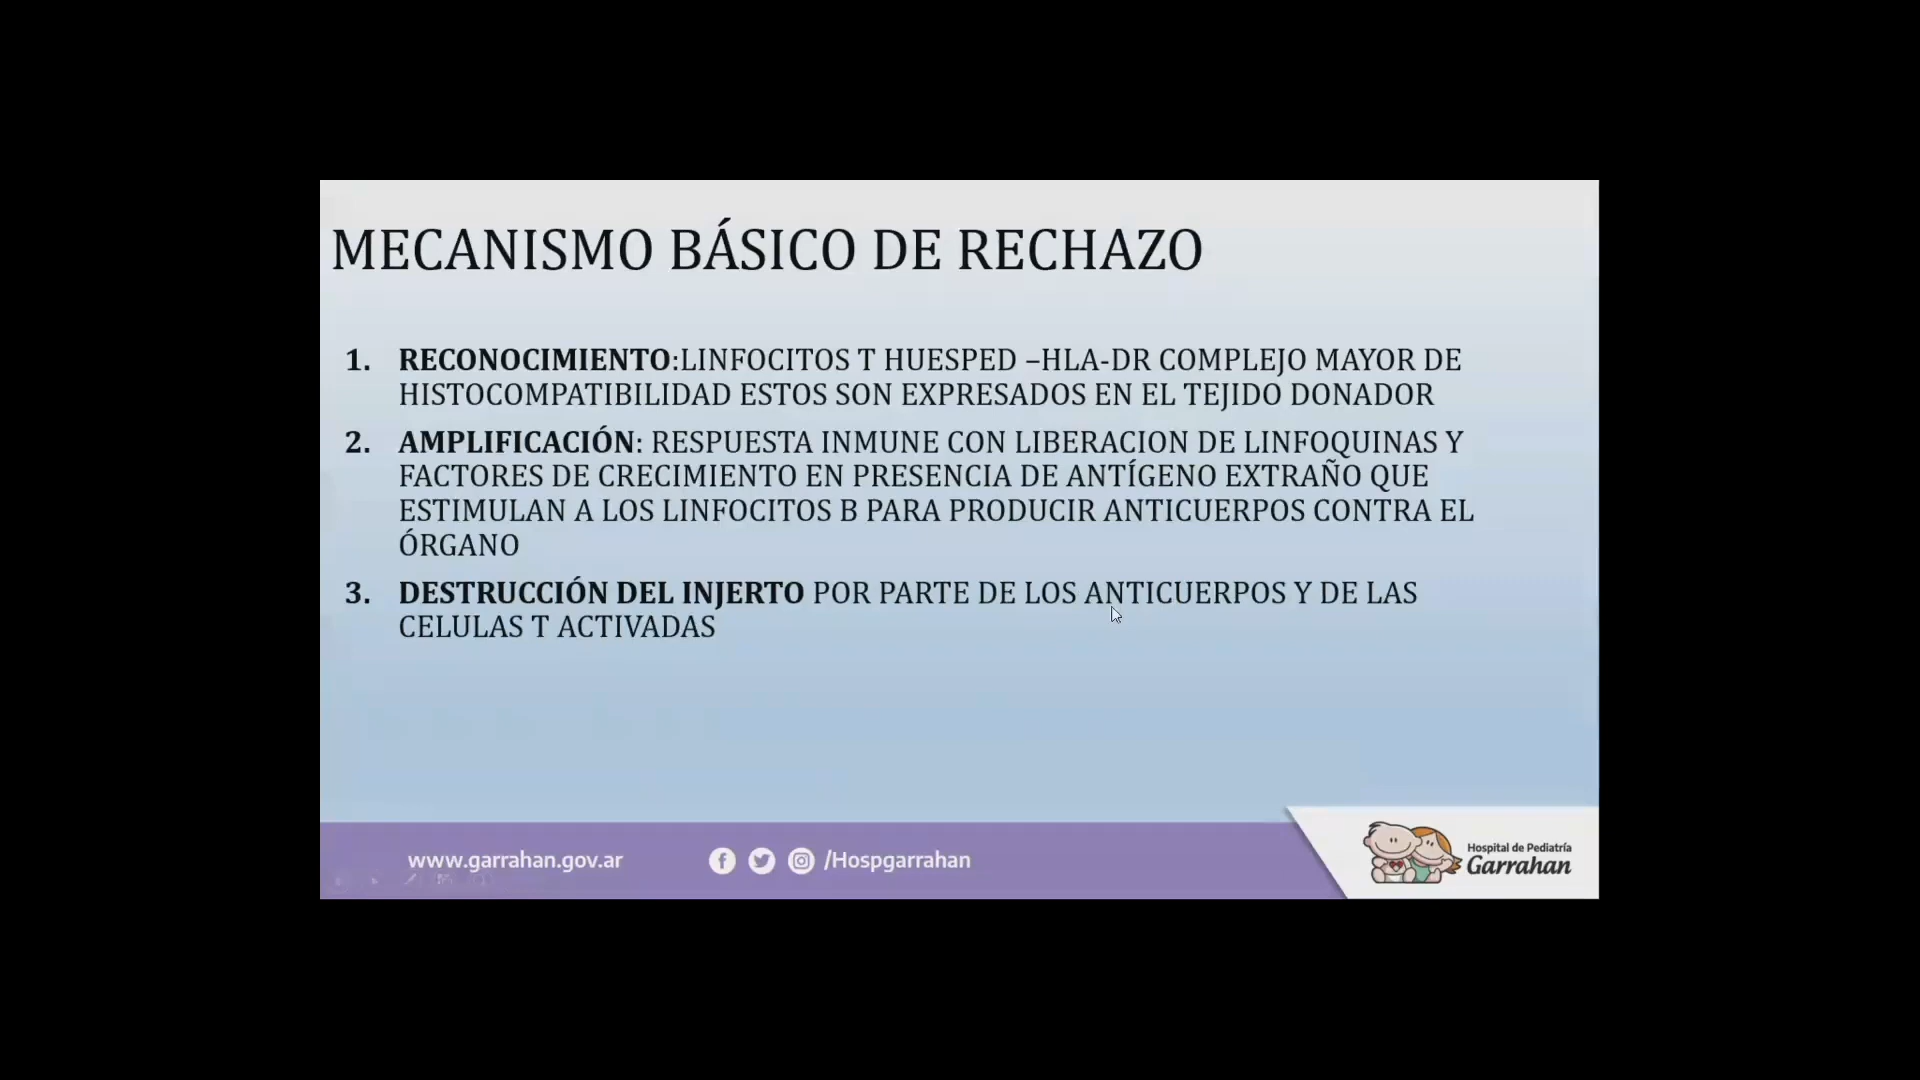 MECANISMO BÁSICO DE RECHAZO
1. RECONOCIMIENTO:LINFOCITOS T HUESPED –HLA-DR COMPLEJO MAYOR DE
HISTOCOMPATIBILIDAD ESTOS SON EXPRESADOS EN EL TEJIDO DONADOR
2. AMPLIFICACIÓN: RESPUESTA INMUNE CON LIBERACION DE LINFOQUINAS Y
FACTORES DE CRECIMIENTO EN PRESENCIA DE ANTÍGENO EXTRAÑO QUE
ESTIMULAN A LOS LINFOCITOS B PARA PRODUCIR ANTICUERPOS CONTRA EL
ÓRGANO
3. DESTRUCCIÓN DEL INJERTO POR PARTE DE LOS ANTICUERPOS Y DE LAS
CELULAS T ACTIVADAS
www.garrahan.gov.ar
/Hospgarrahan
Hospital de Pediatría
Garrahan